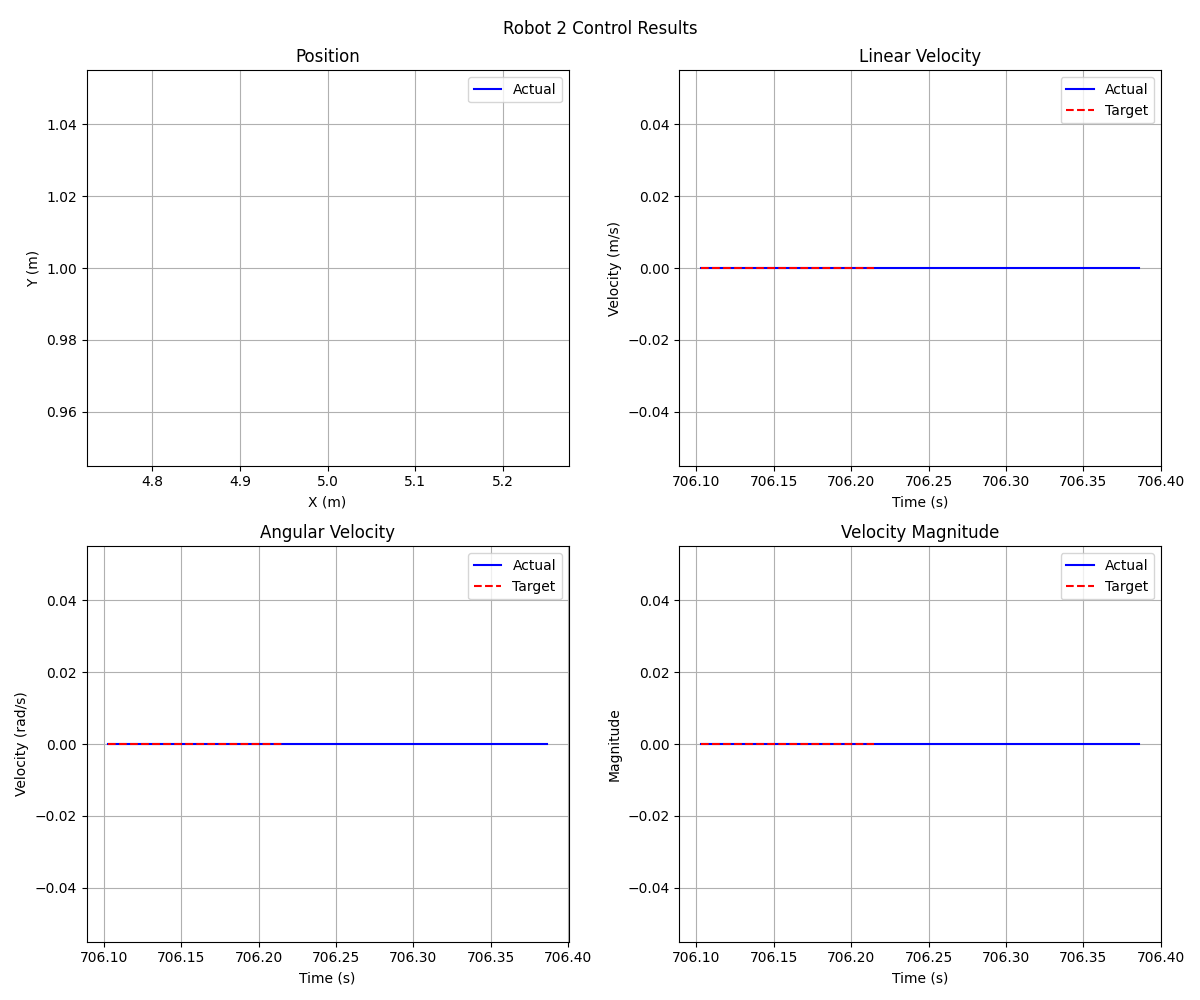 Robot 2 Control Results
Position
Actual
1.04
1.02
1.00
0.98
0.96
Y (m)
4.8 4.9 5.0 5.1 5.2
X (m)
Linear Velocity
Actual
Target
0.04
0.02
0.00
−0.02
−0.04
Velocity (m/s)
706.10 706.15 706.20 706.25 706.30 706.35 706.40
Time (s)
Angular Velocity
Actual
Target
0.04
0.02
0.00
−0.02
−0.04
Velocity (rad/s)
706.10 706.15 706.20 706.25 706.30 706.35 706.40
Time (s)
Velocity Magnitude
Actual
Target
0.04
0.02
0.00
−0.02
−0.04
Magnitude
706.10 706.15 706.20 706.25 706.30 706.35 706.40
Time (s)